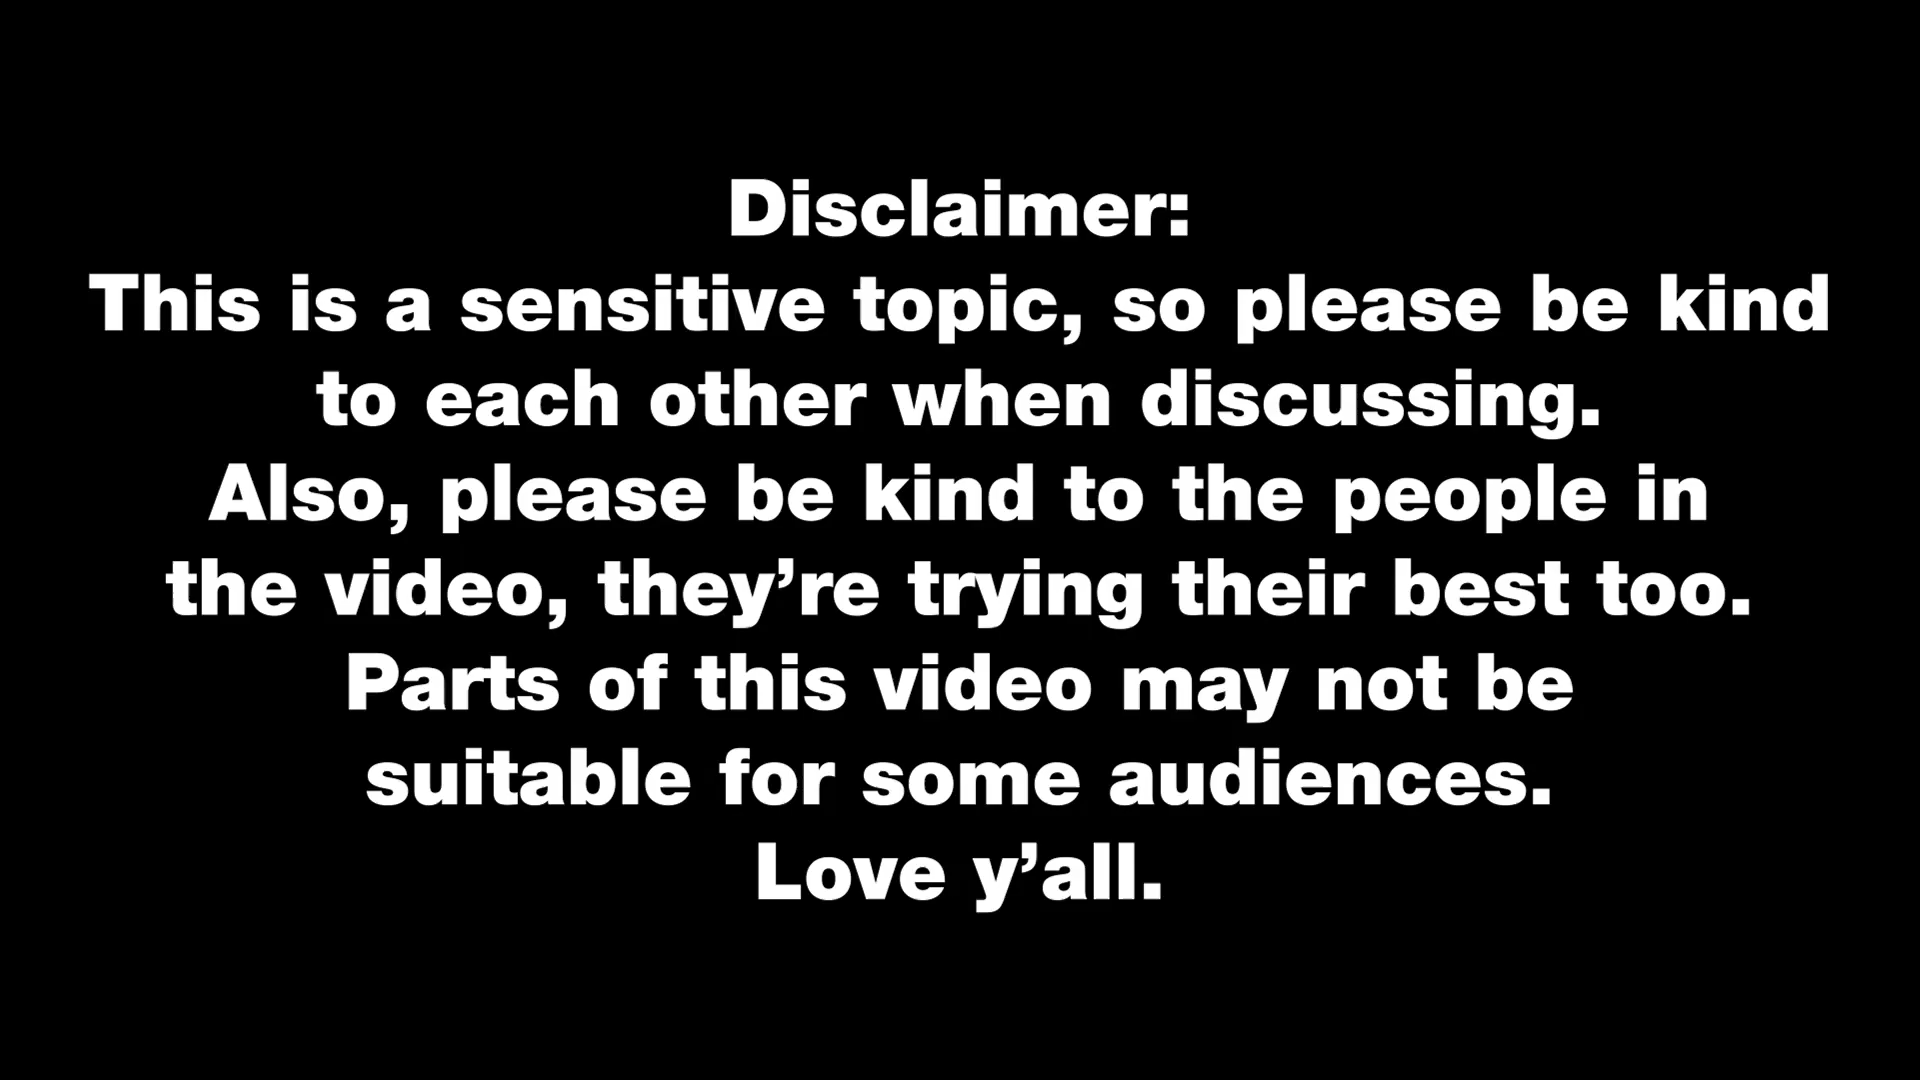 Disclaimer:
This is a sensitive topic, so please be kind
to each other when discussing.
Also, please be kind to the people in
the video, they’re trying their best too.
Parts of this video may not be
suitable for some audiences.
Love y’all.